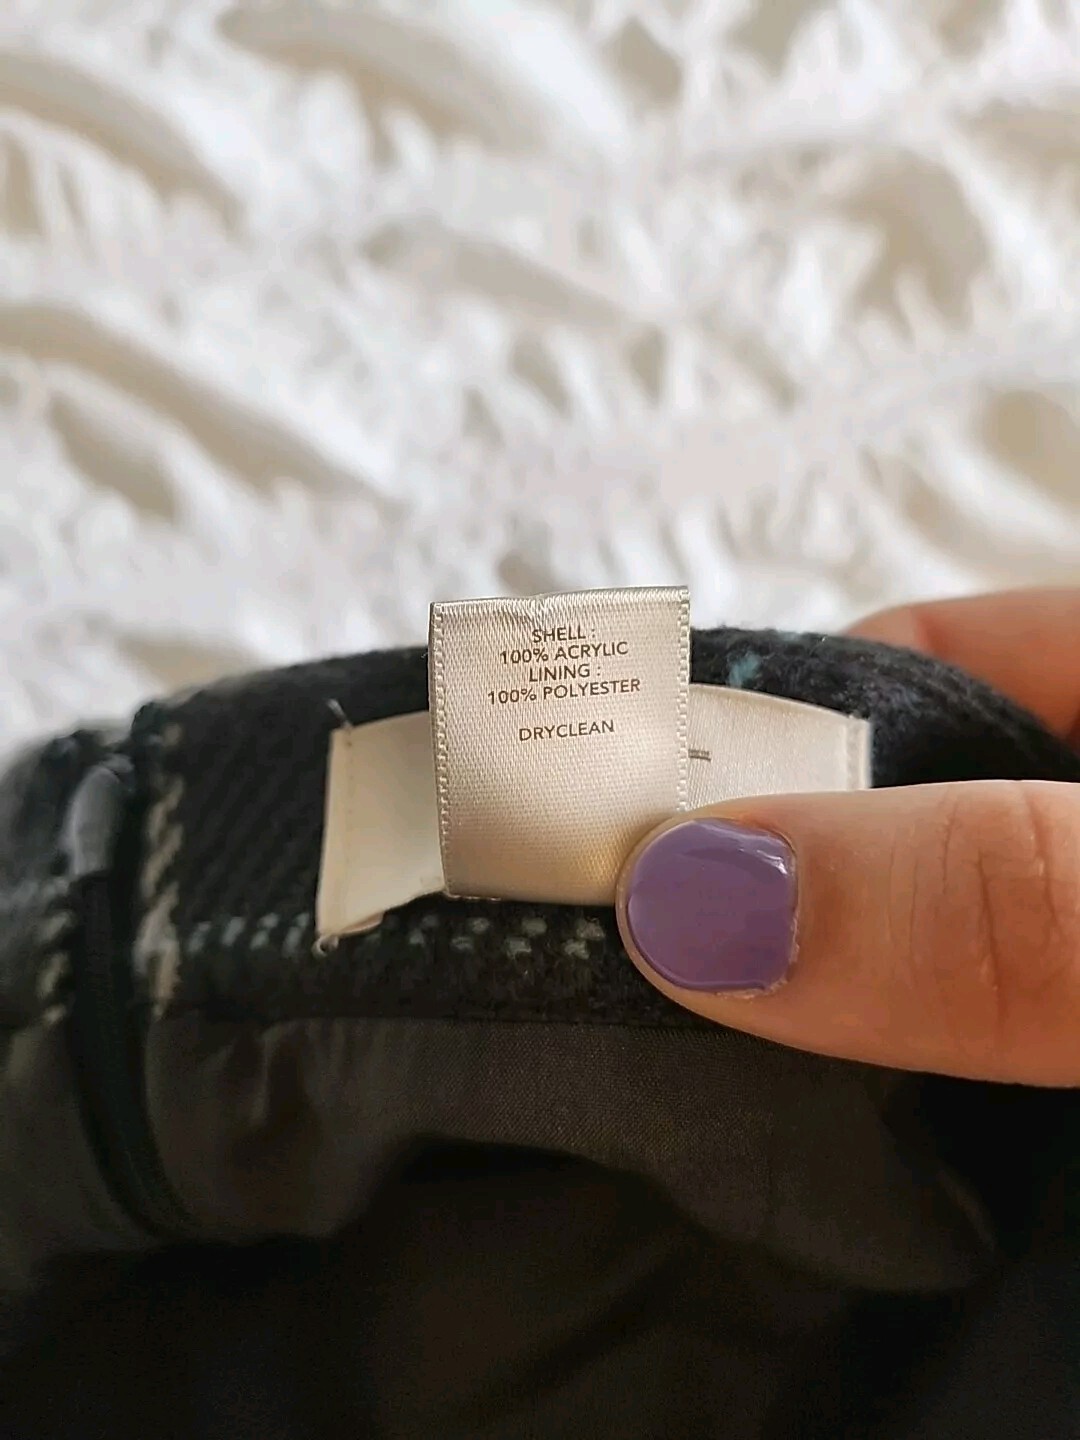 SHELL :
100% ACRYLIC
LINING :
100% POLYESTER
DRYCLEAN